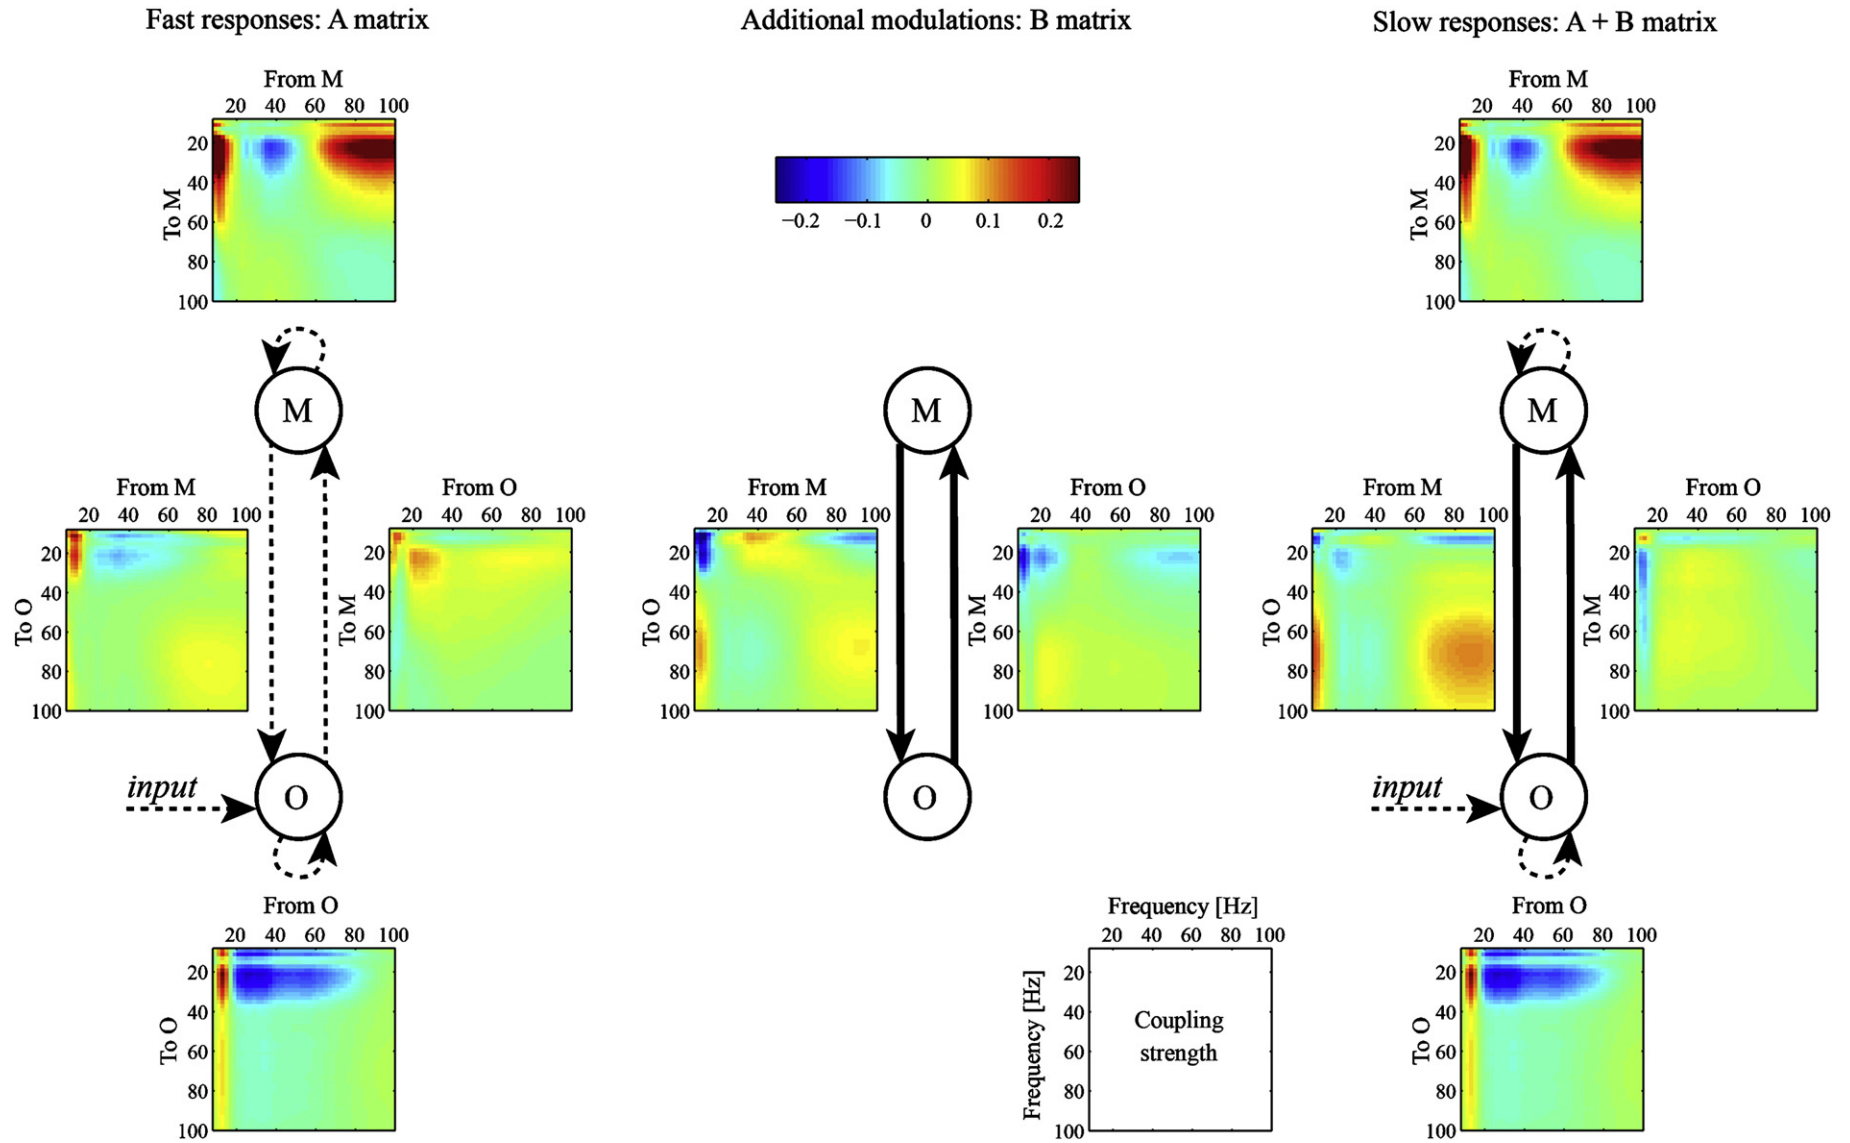 Fast responses: A matrix
Additional modulations: B matrix
Slow responses: A + B matrix
From M
20 40 60 80 100
To M
20
40
60
80
100
−0.2 −0.1 0 0.1 0.2
From M
20 40 60 80 100
To M
20
40
60
80
100
M
M
M
From M
20 40 60 80 100
To O
20
40
60
80
100
From O
20 40 60 80 100
To M
20
40
60
80
100
From M
20 40 60 80 100
To O
20
40
60
80
100
From O
20 40 60 80 100
To M
20
40
60
80
100
From M
20 40 60 80 100
To O
20
40
60
80
100
From O
20 40 60 80 100
To M
20
40
60
80
100
input
O
O
input
O
From O
20 40 60 80 100
To O
20
40
60
80
100
Frequency [Hz]
20 40 60 80 100
Frequency [Hz]
20
40
60
80
100
Coupling
strength
From O
20 40 60 80 100
To O
20
40
60
80
100